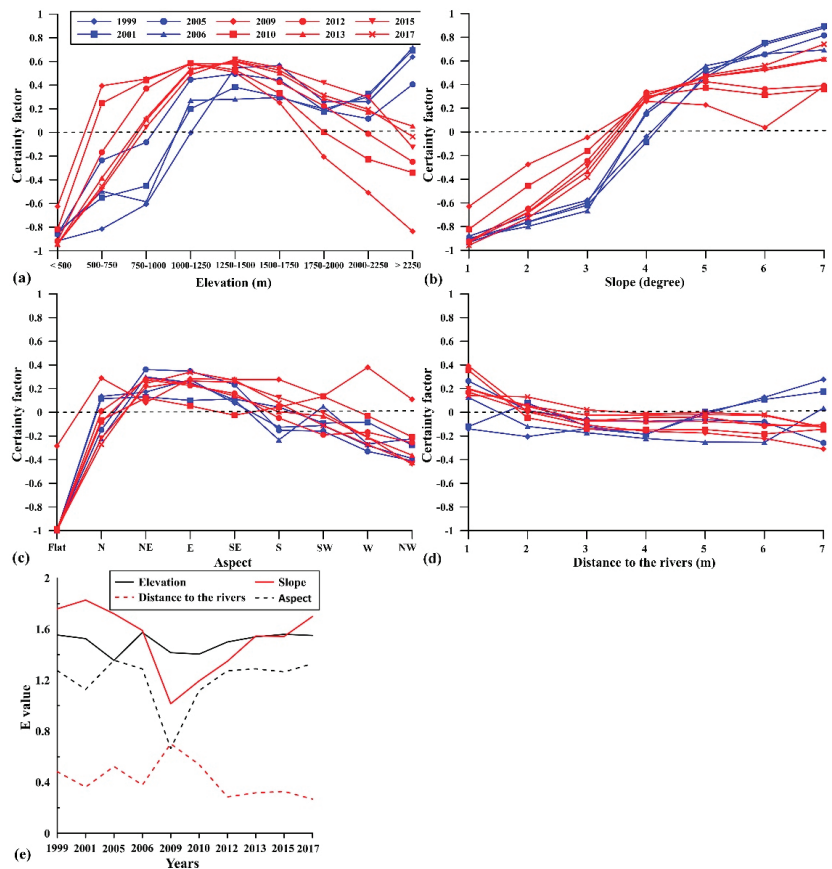 1999 2005 2009 2012 2015
2001 2006 2010 2013 2017
1
0.8
0.6
0.4
0.2
0
-0.2
-0.4
-0.6
-0.8
-1
Certainty factor
< 500 500-750 750-1000 1000-1250 1250-1500 1500-1750 1750-2000 2000-2250 > 2250
(a) Elevation (m)
1
0.8
0.6
0.4
0.2
0
-0.2
-0.4
-0.6
-0.8
-1
Certainty factor
1 2 3 4 5 6 7
(b) Slope (degree)
1
0.8
0.6
0.4
0.2
0
-0.2
-0.4
-0.6
-0.8
-1
Certainty factor
Flat N NE E SE S SW W NW
(c) Aspect
1
0.8
0.6
0.4
0.2
0
-0.2
-0.4
-0.6
-0.8
-1
Certainty factor
1 2 3 4 5 6 7
(d) Distance to the rivers (m)
Elevation Slope
Distance to the rivers Aspect
2
1.6
1.2
0.8
0.4
0
E value
1999 2001 2005 2006 2009 2010 2012 2013 2015 2017
(e) Years